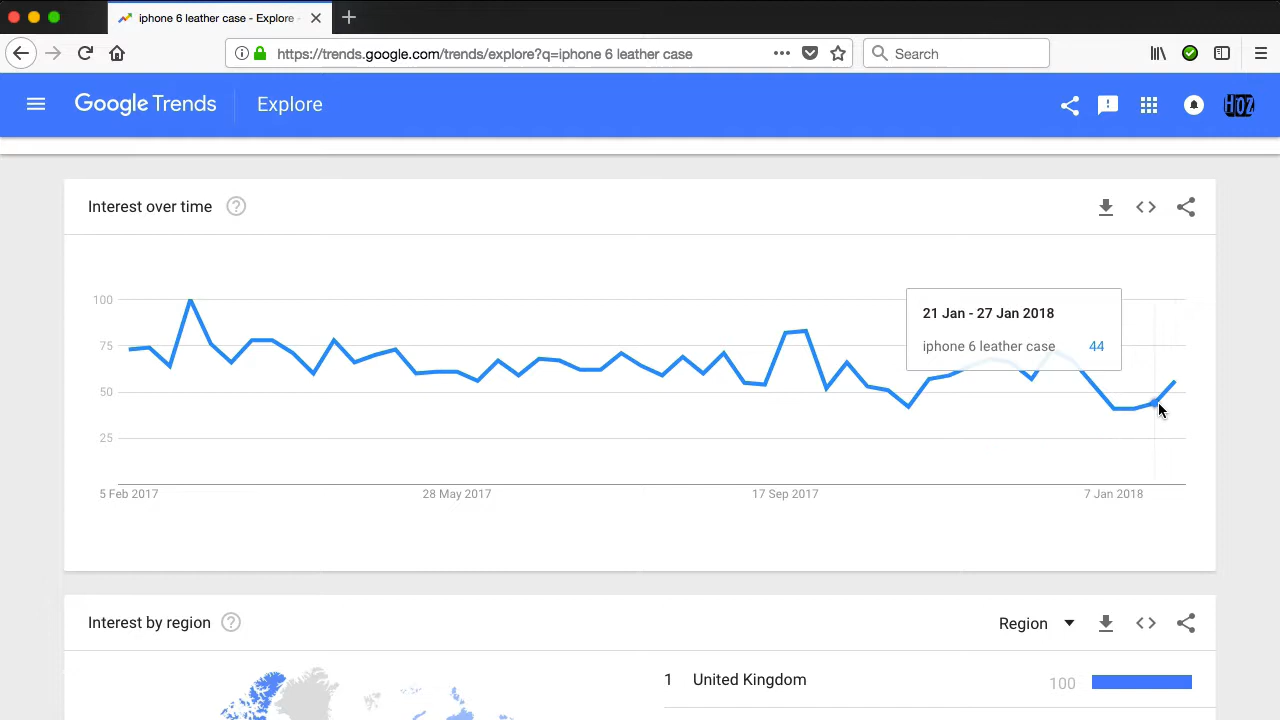 iphone 6 leather case - Explore -
https://trends.google.com/trends/explore?q=iphone 6 leather case
Search
Google Trends
Explore
HOZ
Interest over time
100
75
50
25
21 Jan - 27 Jan 2018
iphone 6 leather case 44
5 Feb 2017
28 May 2017
17 Sep 2017
7 Jan 2018
Interest by region
Region
1 United Kingdom 100